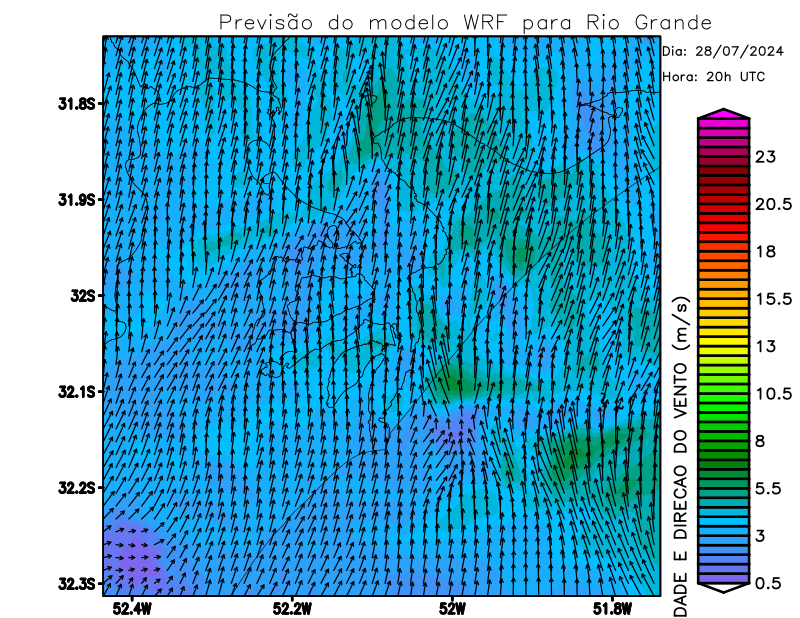 Previsão do modelo WRF para Rio Grande
Dia: 28/07/2024
Hora: 20h UTC
31.8S
31.9S
32S
32.1S
32.2S
32.3S
52.4W
52.2W
52W
51.8W
23
20.5
18
15.5
13
10.5
8
5.5
3
0.5
DADE E DIRECAO DO VENTO (m/s)